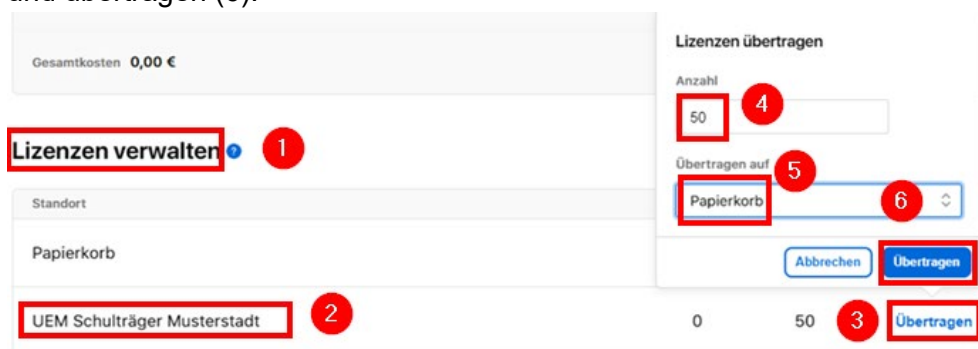 und übertragen (6).
Gesamtkosten 0,00 €
Lizenzen verwalten ? 1
Standort
Papierkorb
UEM Schulträger Musterstadt 2
0 50 3 Übertragen
Lizenzen übertragen
Anzahl
50 4
Übertragen auf 5
Papierkorb 6
Abbrechen Übertragen